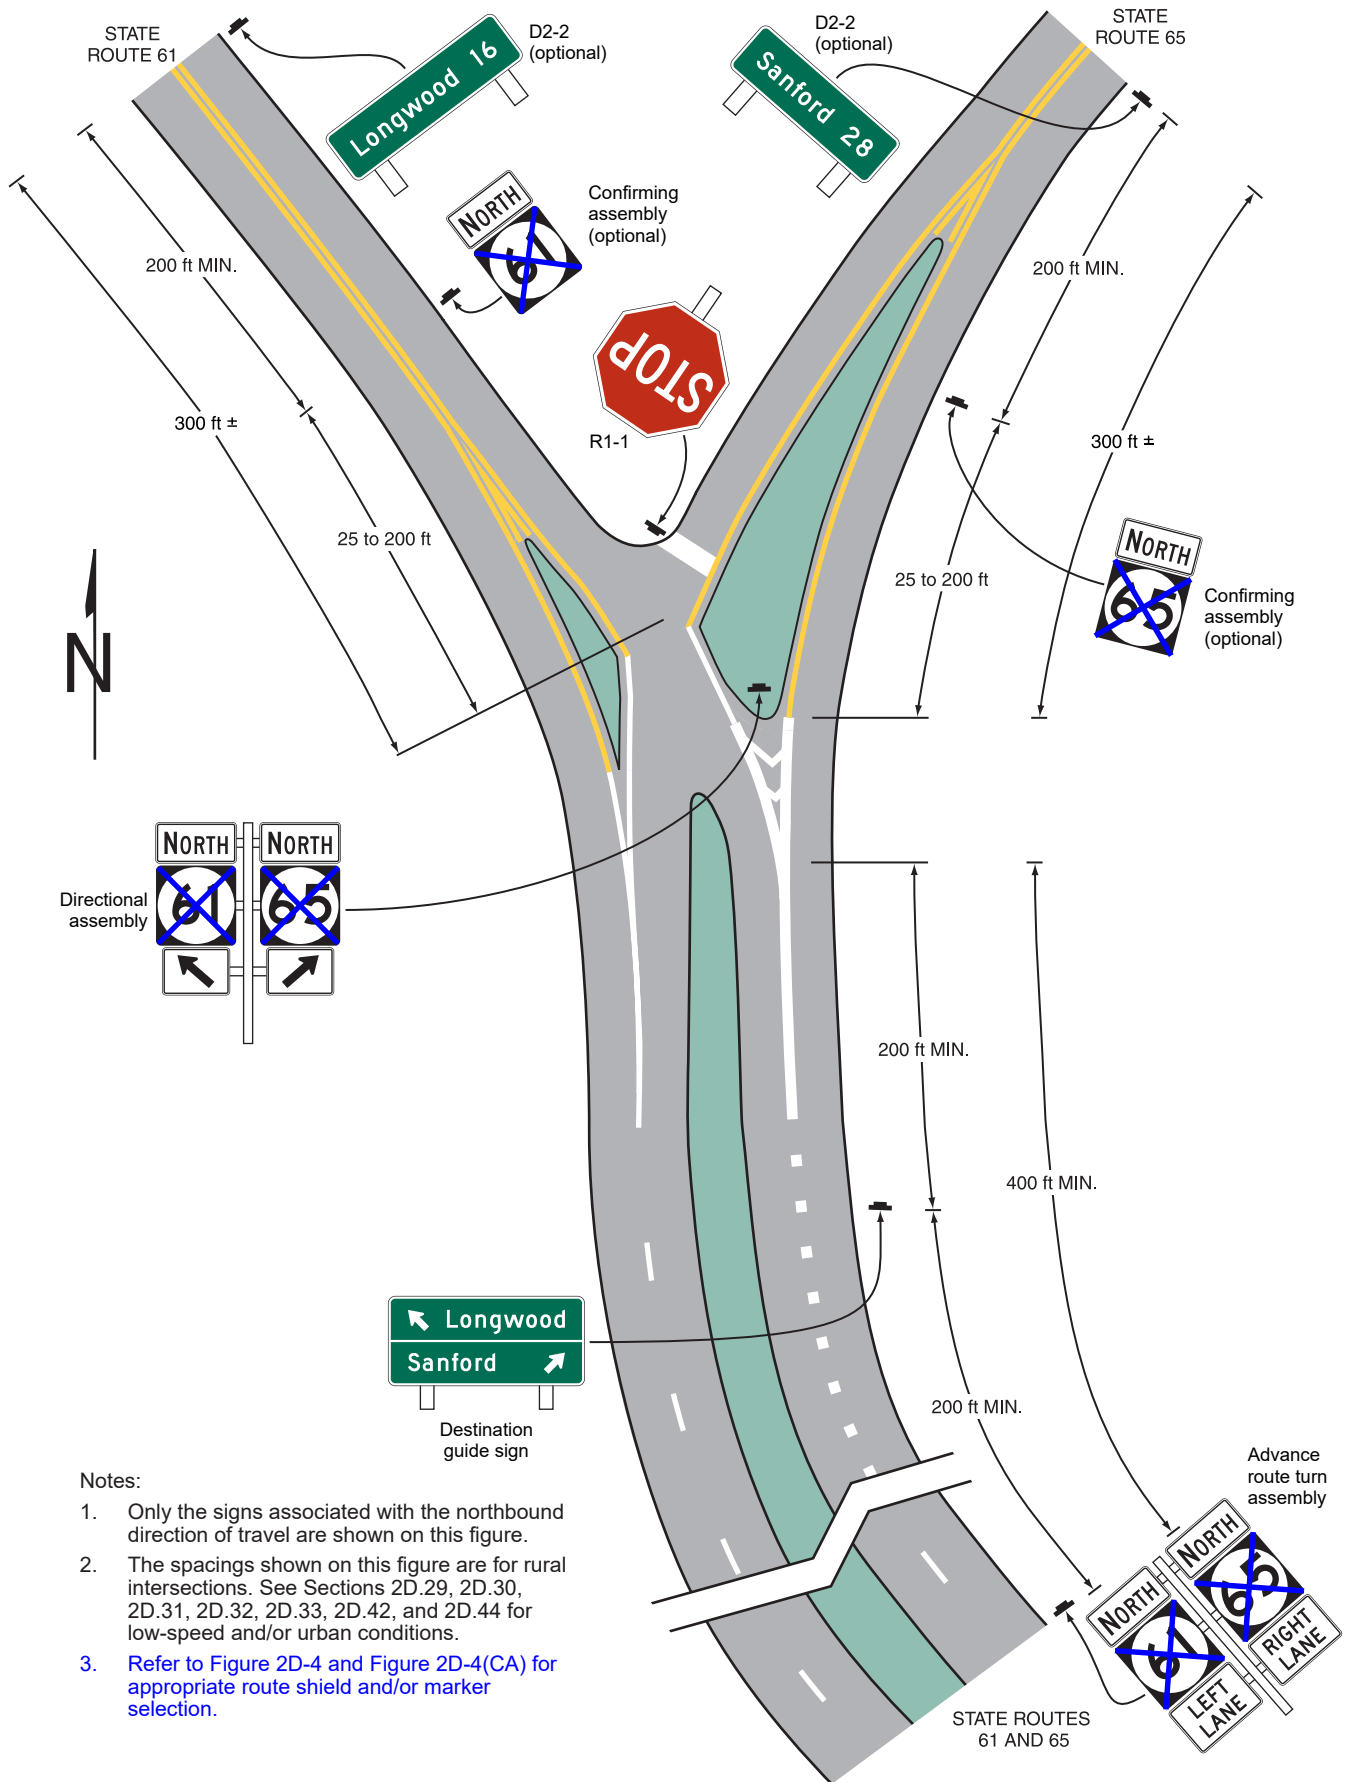 STATE
ROUTE 61
Longwood 16
D2-2
(optional)
D2-2
(optional)
Sanford 28
STATE
ROUTE 65
NORTH
61
Confirming
assembly
(optional)
200 ft MIN.
300 ft ±
25 to 200 ft
STOP
R1-1
200 ft MIN.
300 ft ±
25 to 200 ft
NORTH
65
Confirming
assembly
(optional)
N
Directional
assembly
NORTH NORTH
61 65
200 ft MIN.
400 ft MIN.
200 ft MIN.
Longwood
Sanford
Destination
guide sign
Advance
route turn
assembly
NORTH
65
RIGHT
LANE
NORTH
61
LEFT
LANE
STATE ROUTES
61 AND 65
Notes:
1. Only the signs associated with the northbound
direction of travel are shown on this figure.
2. The spacings shown on this figure are for rural
intersections. See Sections 2D.29, 2D.30,
2D.31, 2D.32, 2D.33, 2D.42, and 2D.44 for
low-speed and/or urban conditions.
3. Refer to Figure 2D-4 and Figure 2D-4(CA) for
appropriate route shield and/or marker
selection.